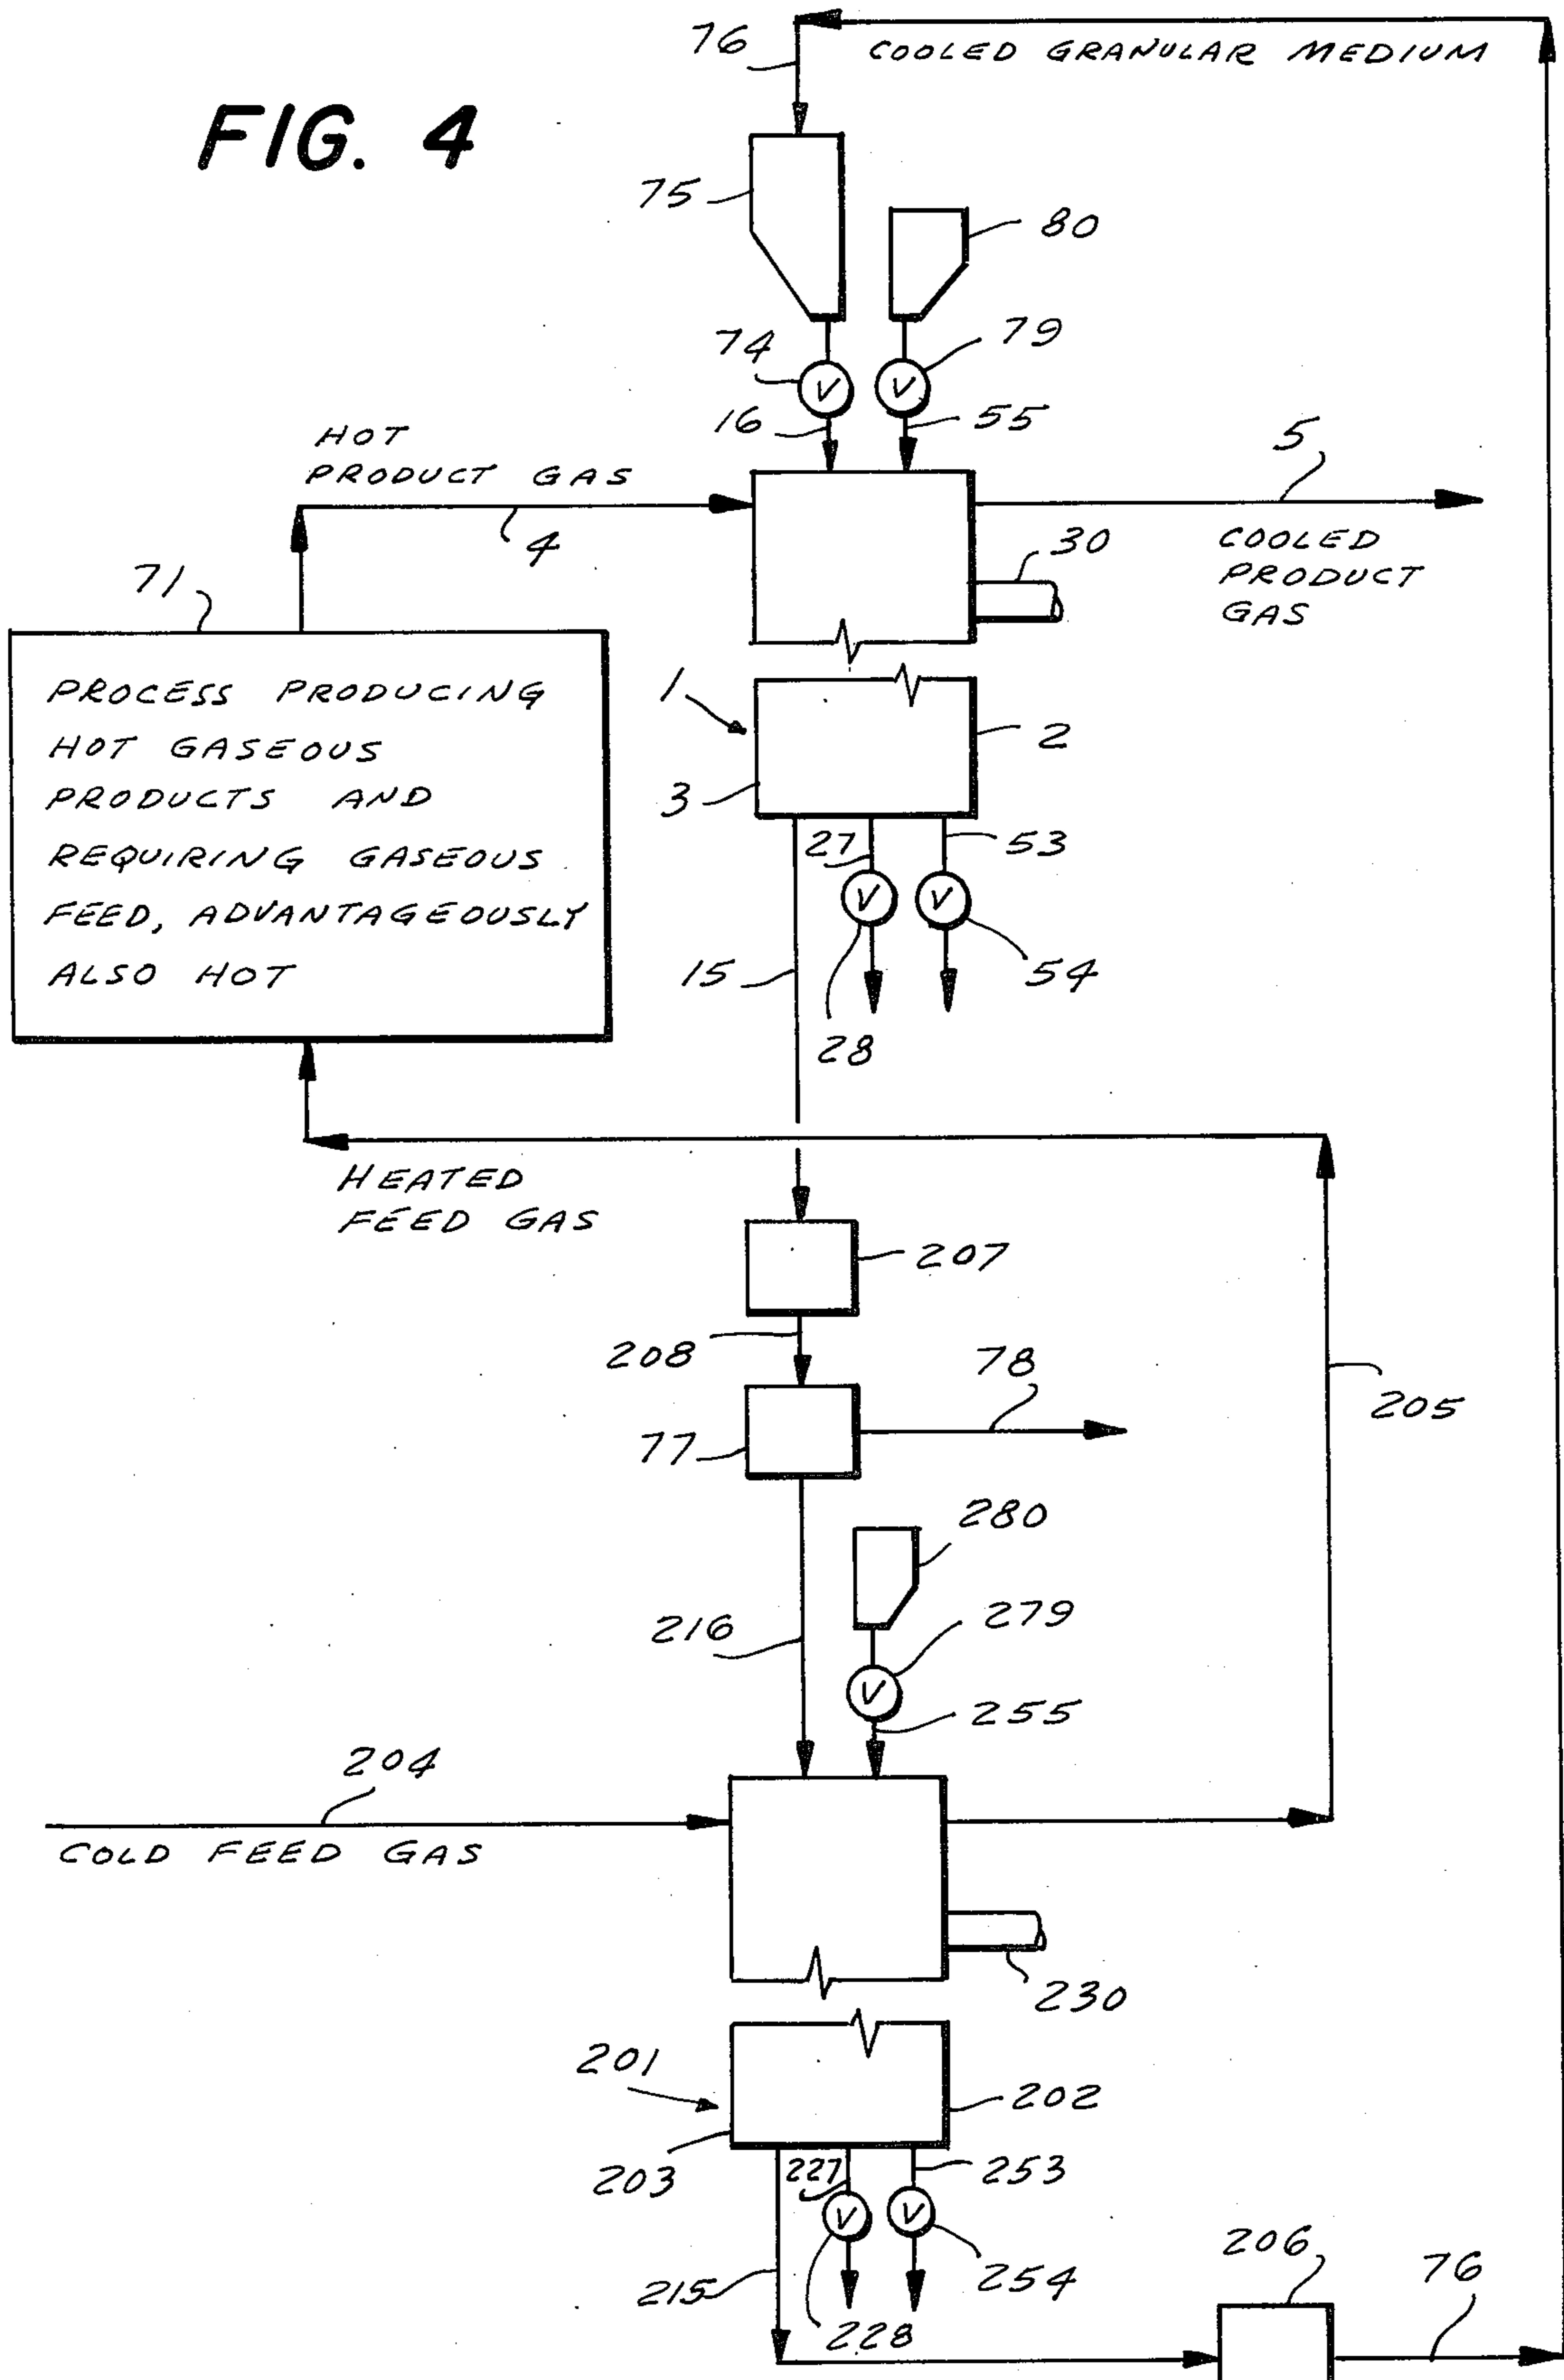 76
COOLED GRANULAR MEDIUM
FIG. 4
75
80
74
79
V
V
16
55
HOT
PRODUCT GAS
4
5
COOLED
PRODUCT
GAS
30
71
PROCESS PRODUCING
HOT GASEOUS
PRODUCTS AND
REQUIRING GASEOUS
FEED, ADVANTAGEOUSLY
ALSO HOT
1
2
3
27
53
V
V
15
54
28
HEATED
FEED GAS
207
208
78
205
77
280
216
279
V
255
204
COLD FEED GAS
230
201
202
203
227
253
V
V
215
228
254
206
76